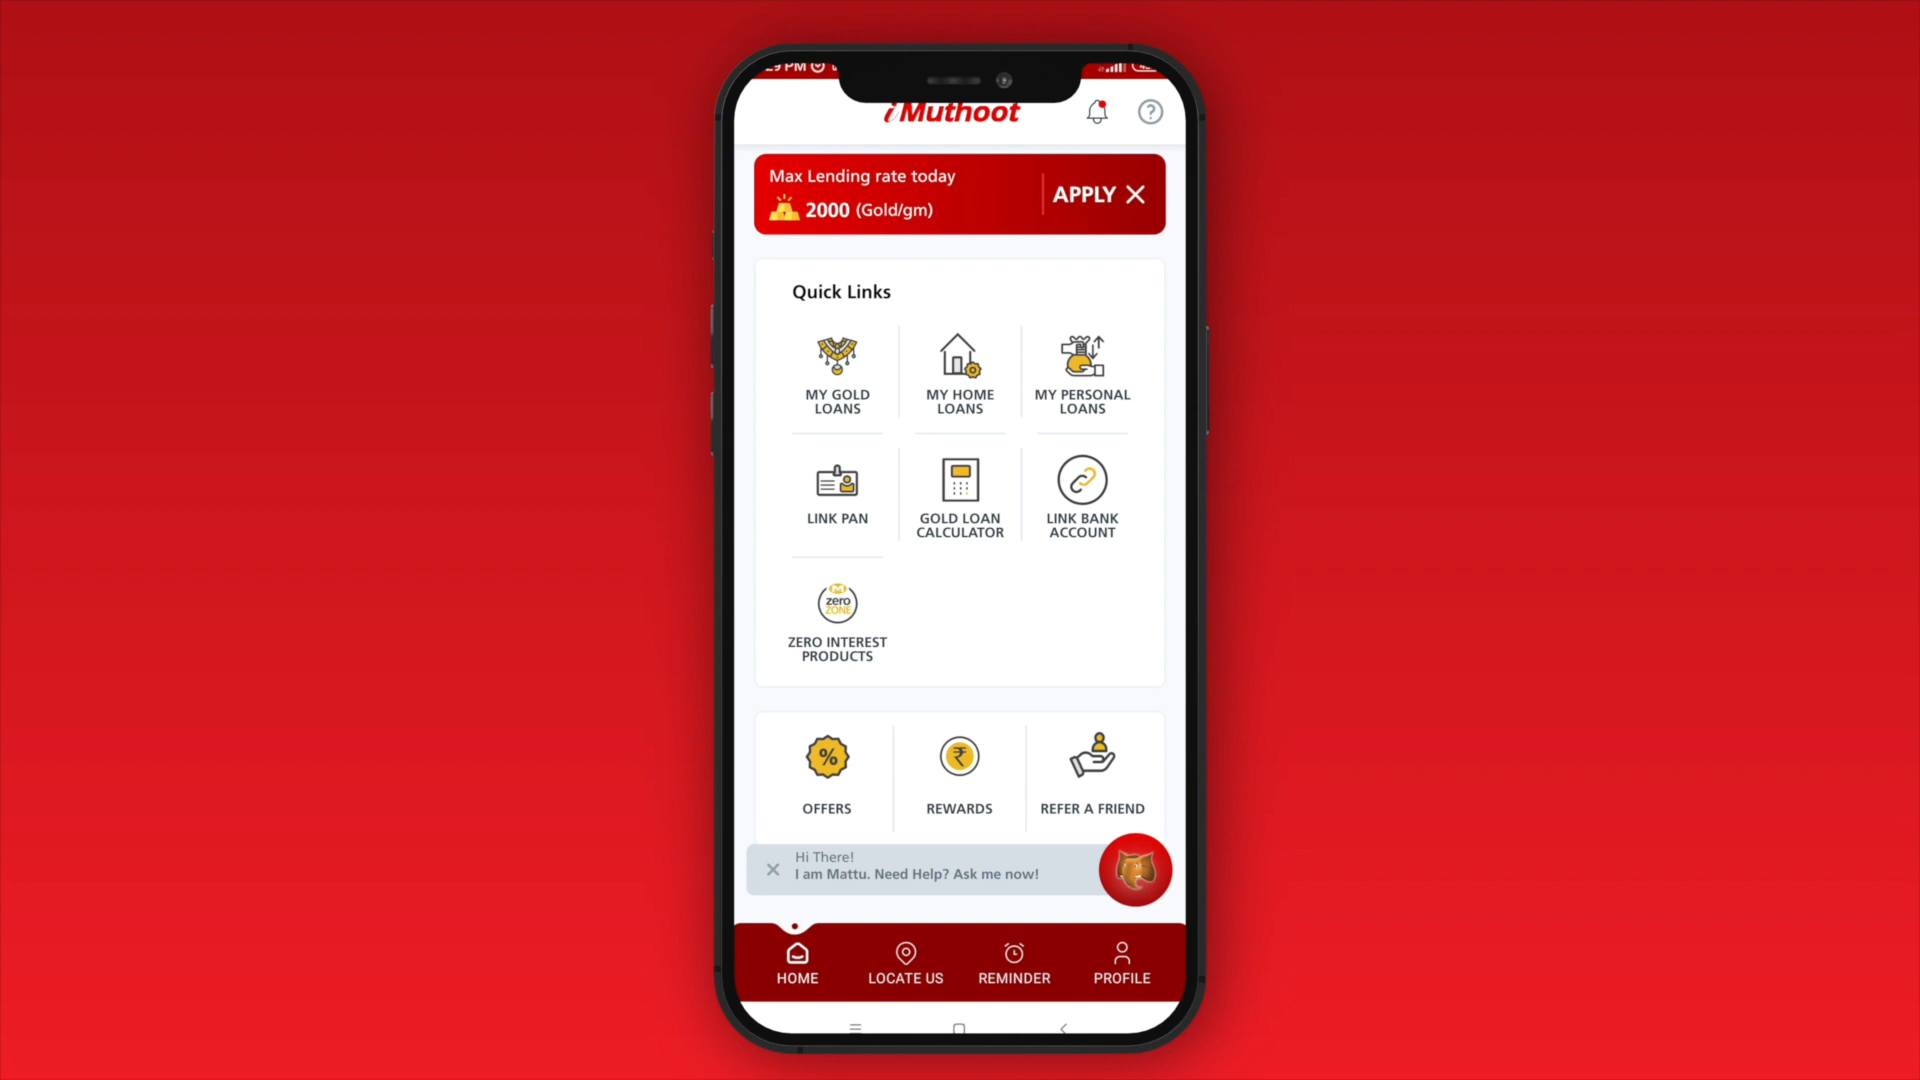 29 PM
iMuthoot
Max Lending rate today
2000 (Gold/gm)
APPLY
Quick Links
MY GOLD
LOANS
MY HOME
LOANS
MY PERSONAL
LOANS
LINK PAN
GOLD LOAN
CALCULATOR
LINK BANK
ACCOUNT
zero
ZONE
ZERO INTEREST
PRODUCTS
OFFERS
REWARDS
REFER A FRIEND
Hi There!
I am Mattu. Need Help? Ask me now!
HOME
LOCATE US
REMINDER
PROFILE